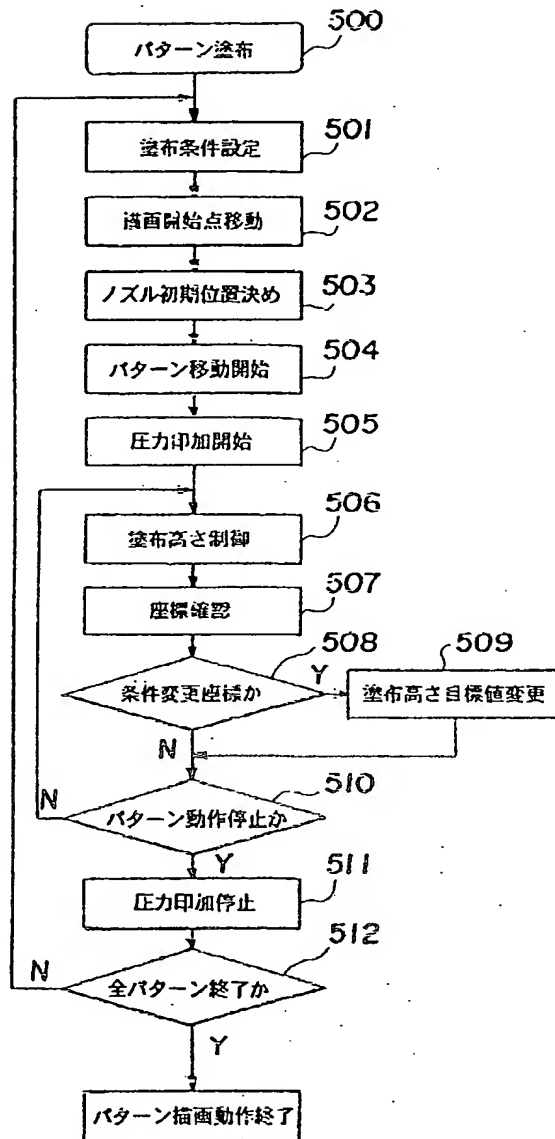 パターン塗布
500
塗布条件設定
501
描画開始点移動
502
ノズル初期位置決め
503
パターン移動開始
504
圧力印加開始
505
塗布高さ制御
506
座標確認
507
条件変更座標か
508
Y
塗布高さ目標値変更
509
N
パターン動作停止か
510
N
Y
圧力印加停止
511
全パターン終了か
512
N
Y
パターン描画動作終了